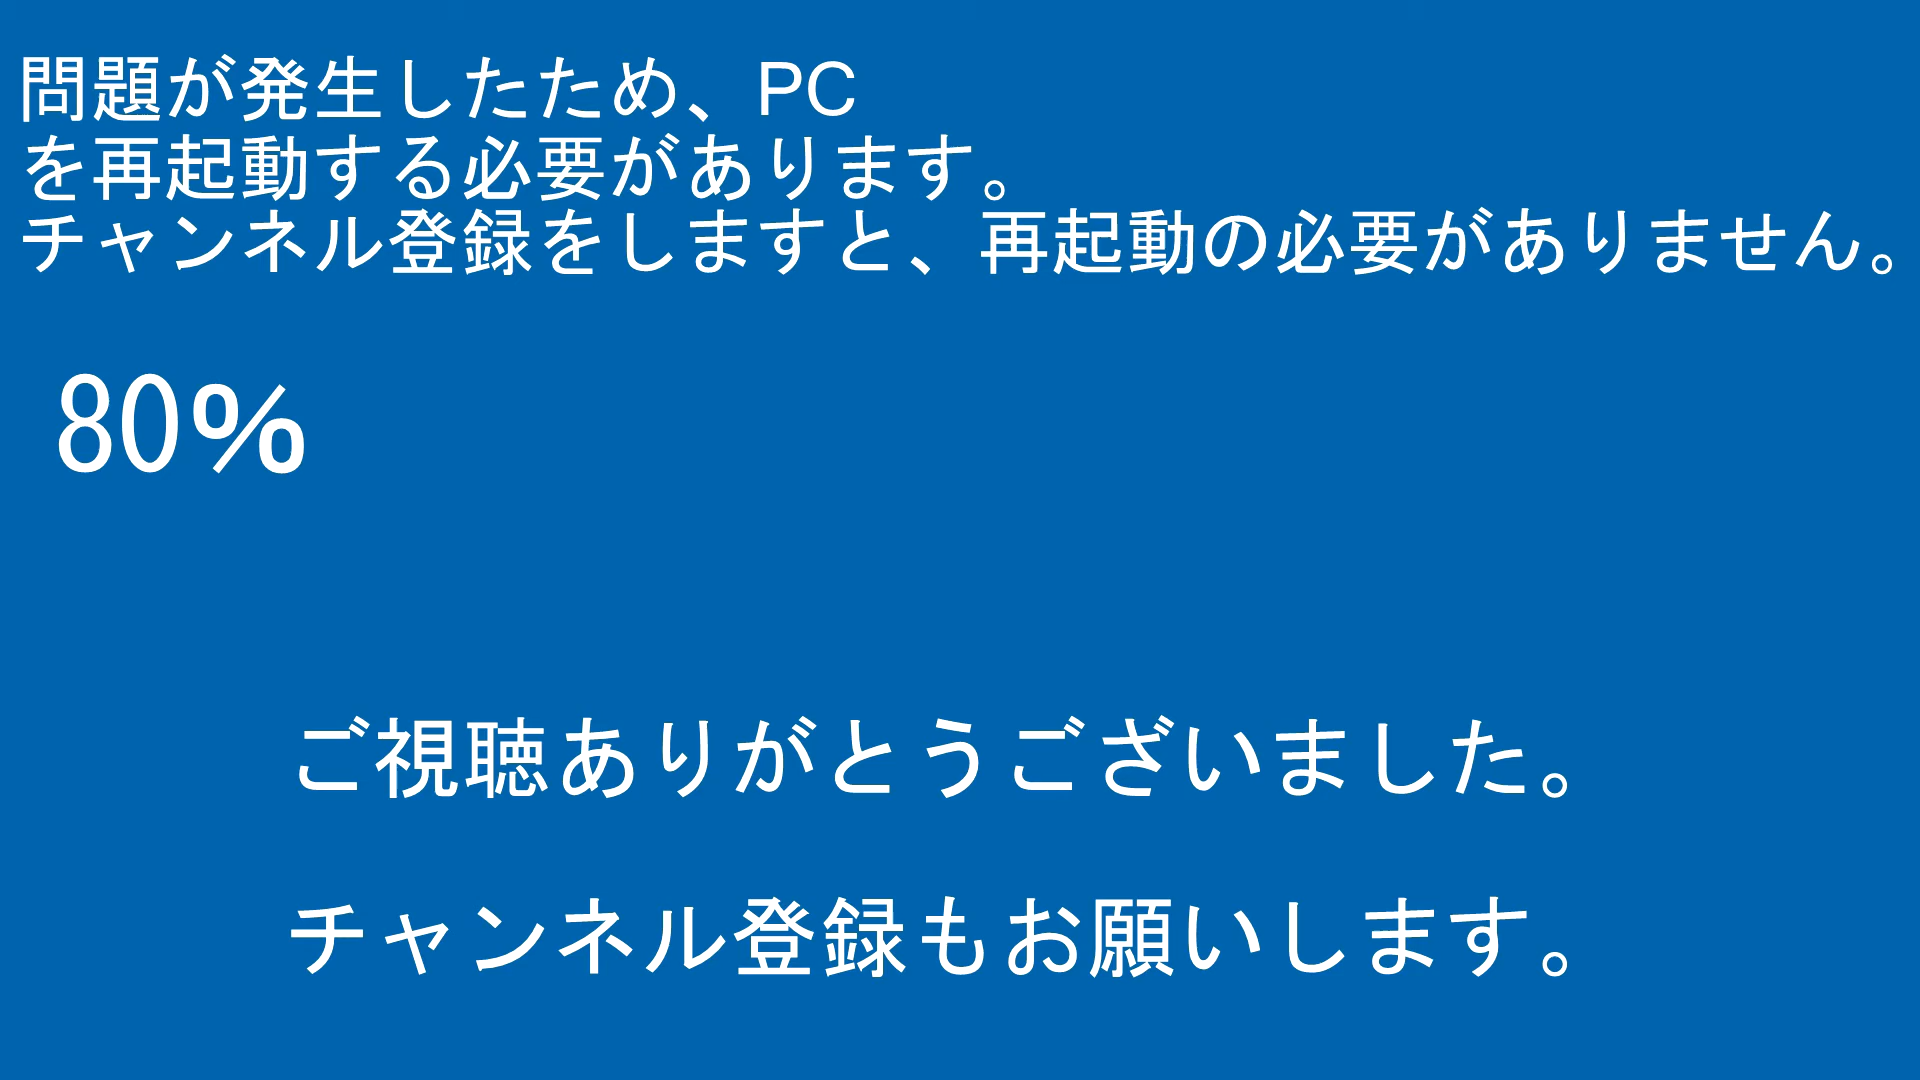 問題が発生したため、PC
を再起動する必要があります。
チャンネル登録をしますと、再起動の必要がありません。
80%
ご視聴ありがとうございました。
チャンネル登録もお願いします。